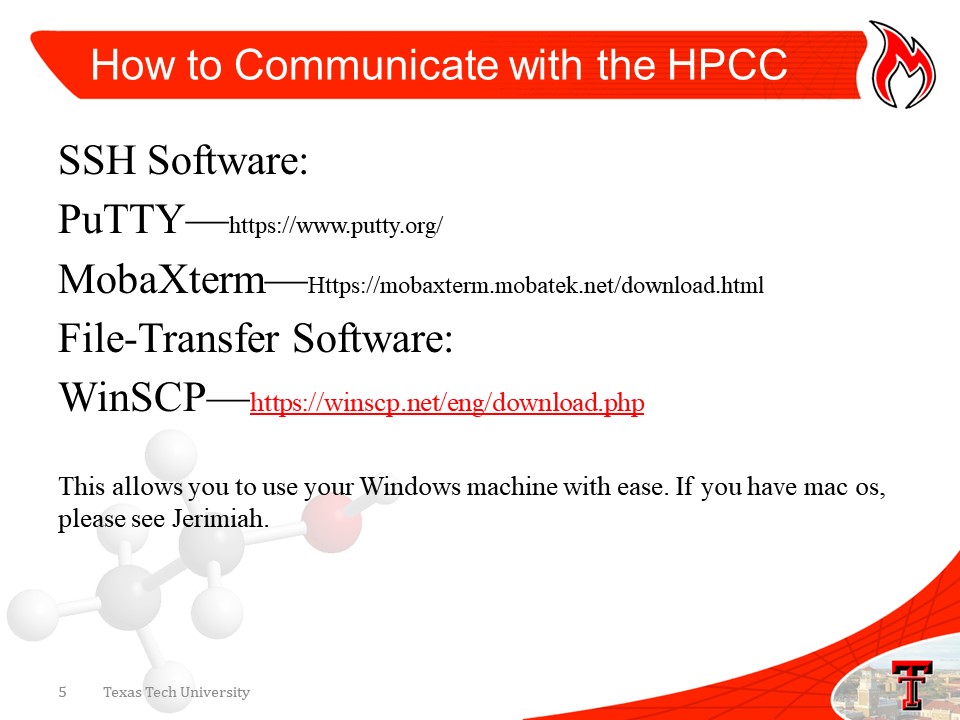 How to Communicate with the HPCC
SSH Software:
PuTTY—https://www.putty.org/
MobaXterm—Https://mobaxterm.mobatek.net/download.html
File-Transfer Software:
WinSCP—https://winscp.net/eng/download.php
This allows you to use your Windows machine with ease. If you have mac os,
please see Jerimiah.
5 Texas Tech University